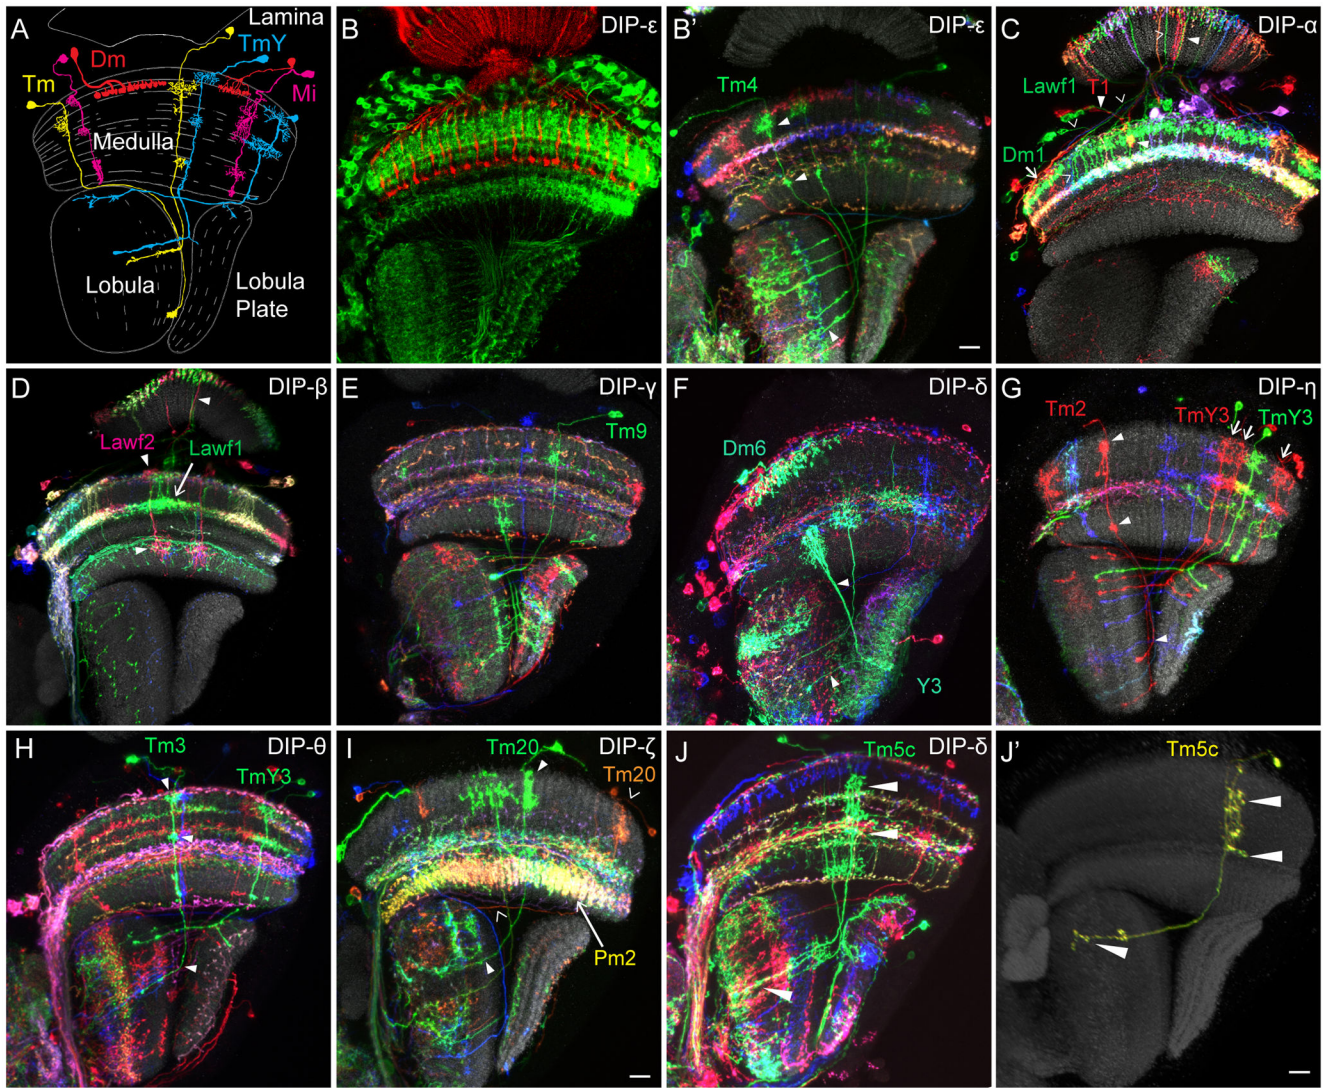 A
Lamina
Dm
TmY
Tm
Mi
Medulla
Lobula
Lobula
Plate
B
DIP-ε
B’
DIP-ε
Tm4
C
DIP-α
Lawf1
T1
Dm1
D
DIP-β
Lawf2
Lawf1
E
DIP-γ
Tm9
F
DIP-δ
Dm6
Y3
G
DIP-η
Tm2
TmY3
TmY3
H
Tm3
DIP-θ
TmY3
I
Tm20
DIP-ζ
Tm20
Pm2
J
Tm5c
DIP-δ
J’
Tm5c